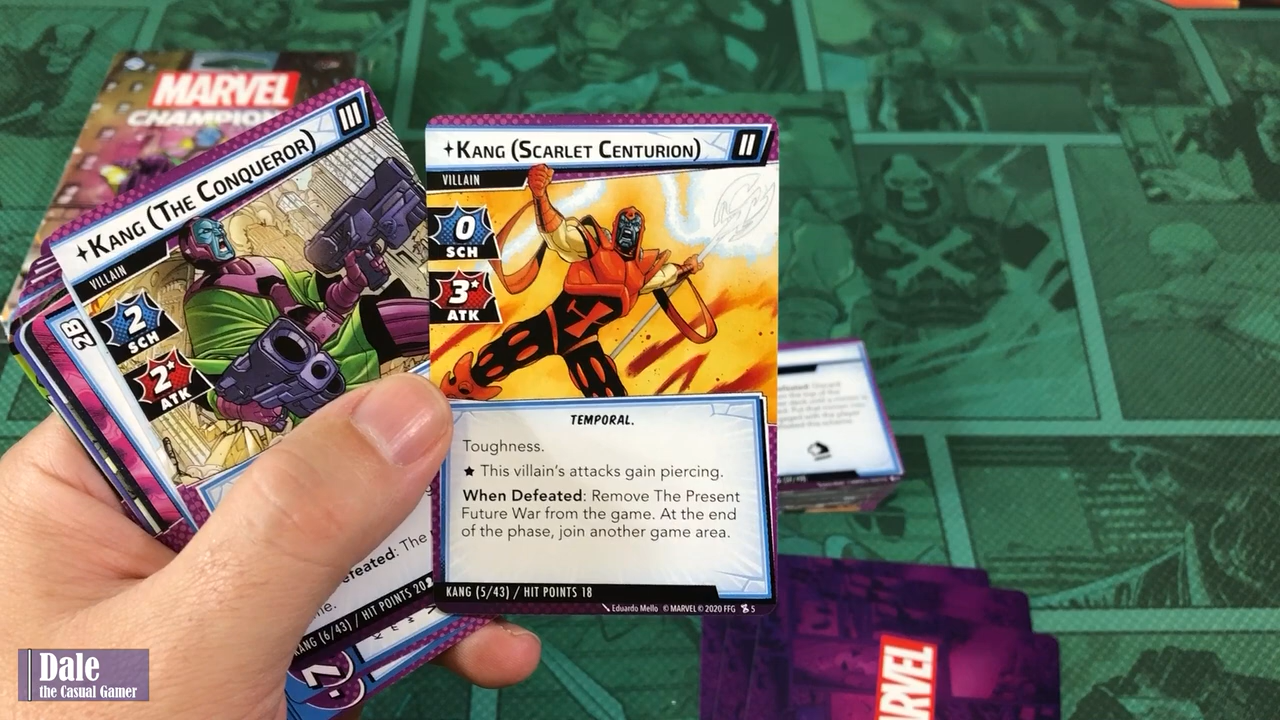 MARVEL
CHAMPION
✦KANG (THE CONQUEROR)
III
VILLAIN
2
SCH
2★
ATK
2B
efeated: The
KANG (6/43) / HIT POINTS 20
✦KANG (SCARLET CENTURION)
II
VILLAIN
0
SCH
3★
ATK
TEMPORAL.
Toughness.
★ This villain's attacks gain piercing.
When Defeated: Remove The Present
Future War from the game. At the end
of the phase, join another game area.
KANG (5/43) / HIT POINTS 18
Eduardo Mello © MARVEL © 2020 FFG 5
MARVEL
Dale
the Casual Gamer